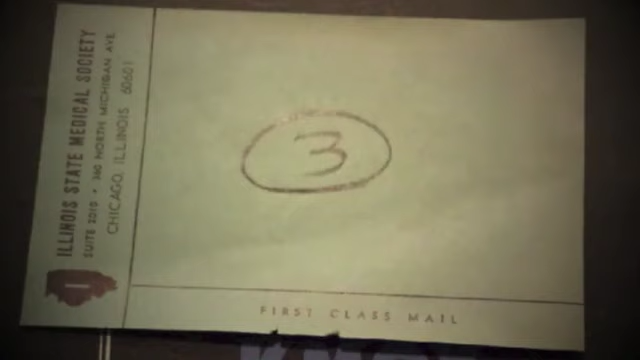 ILLINOIS STATE MEDICAL SOCIETY
SUITE 2010 • 360 NORTH MICHIGAN AVE
CHICAGO, ILLINOIS 60601
3
FIRST CLASS MAIL